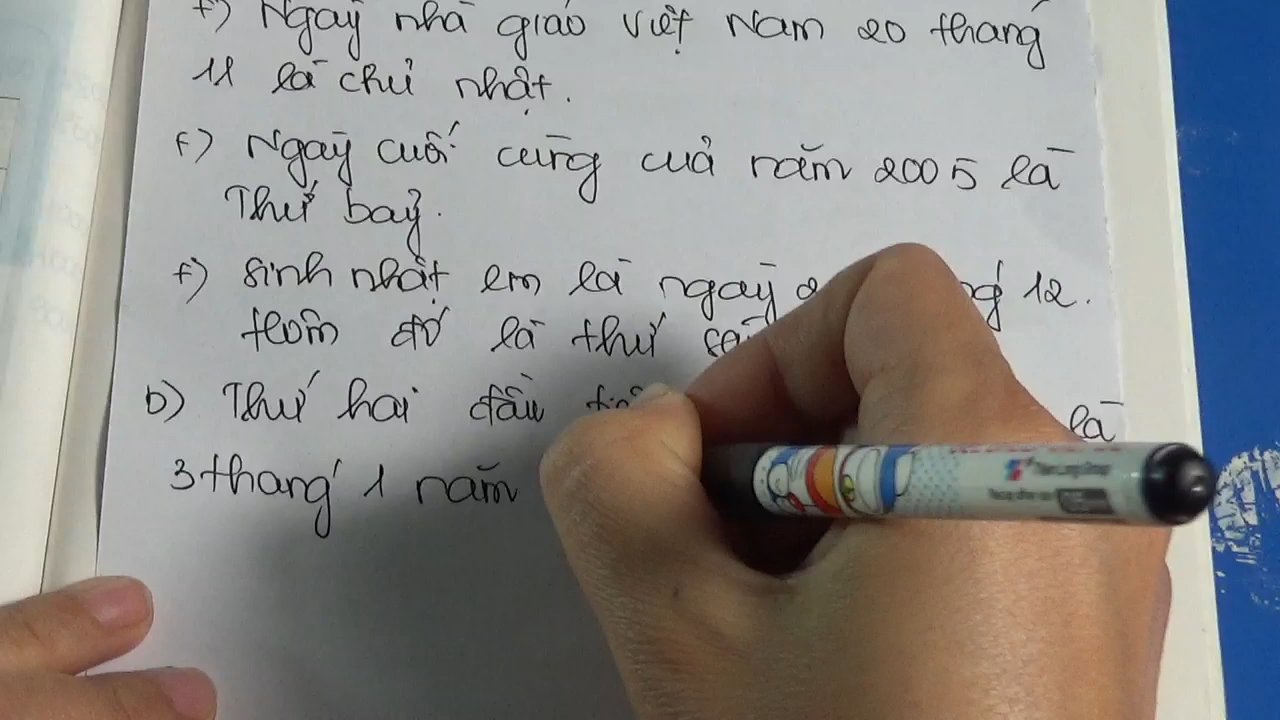 +) Ngày nhà giáo Việt Nam 20 tháng
11 là chủ nhật.
+) Ngày cuối cùng của năm 2005 là
Thứ bảy.
+) Sinh nhật em là ngày 12.
hôm đó là thứ
b) Thứ hai đầu là
3 tháng 1 năm